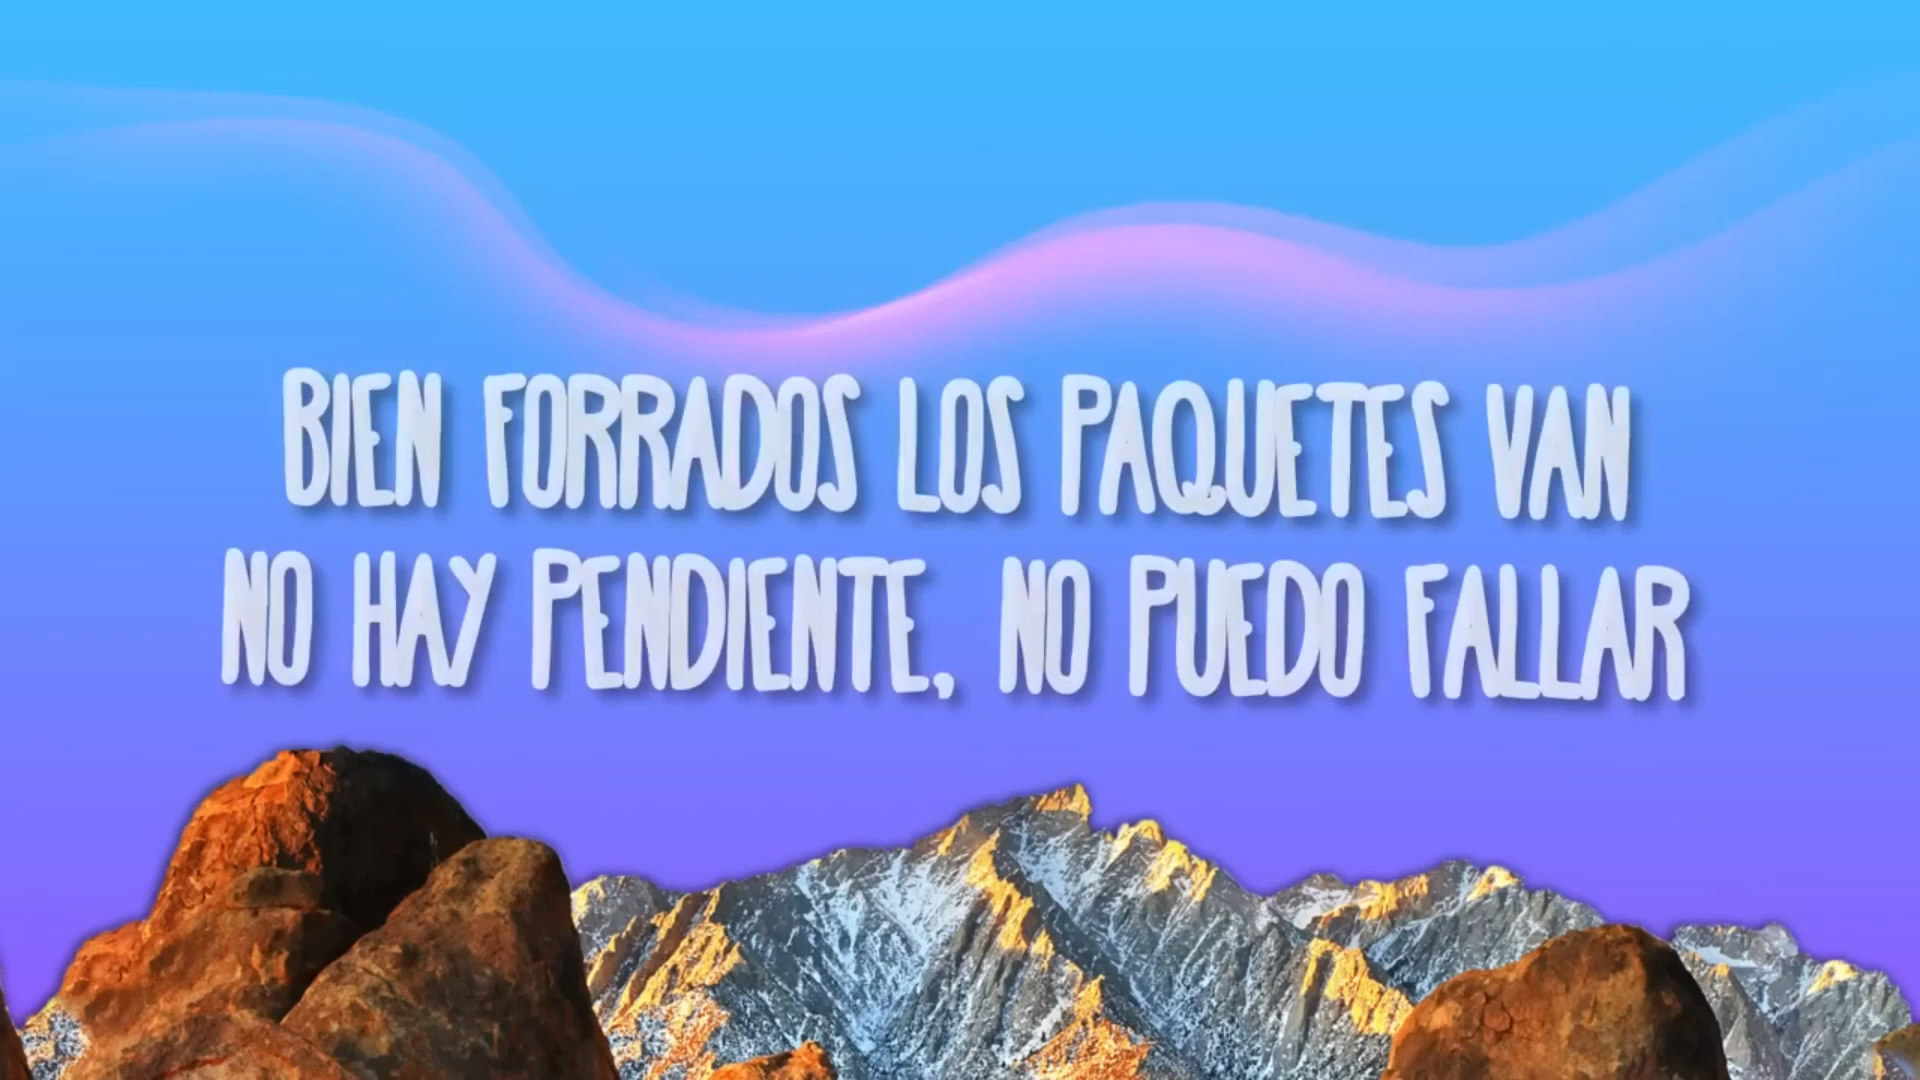 BIEN FORRADOS LOS PAQUETES VAN
NO HAY PENDIENTE, NO PUEDO FALLAR